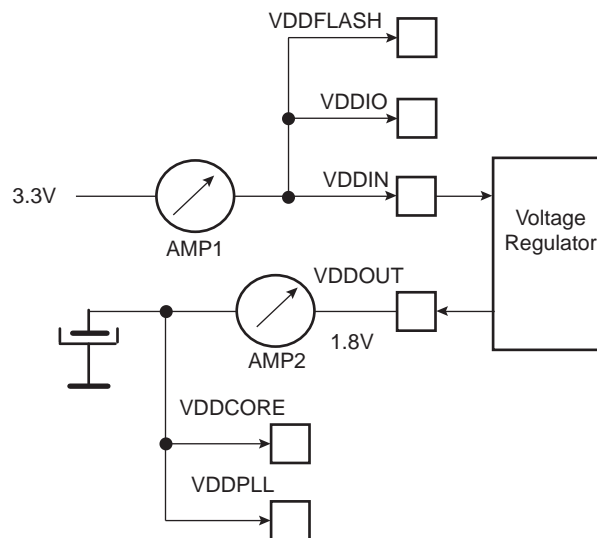 VDDFLASH
VDDIO
3.3V
VDDIN
AMP1
Voltage
Regulator
VDDOUT
1.8V
AMP2
VDDCORE
VDDPLL